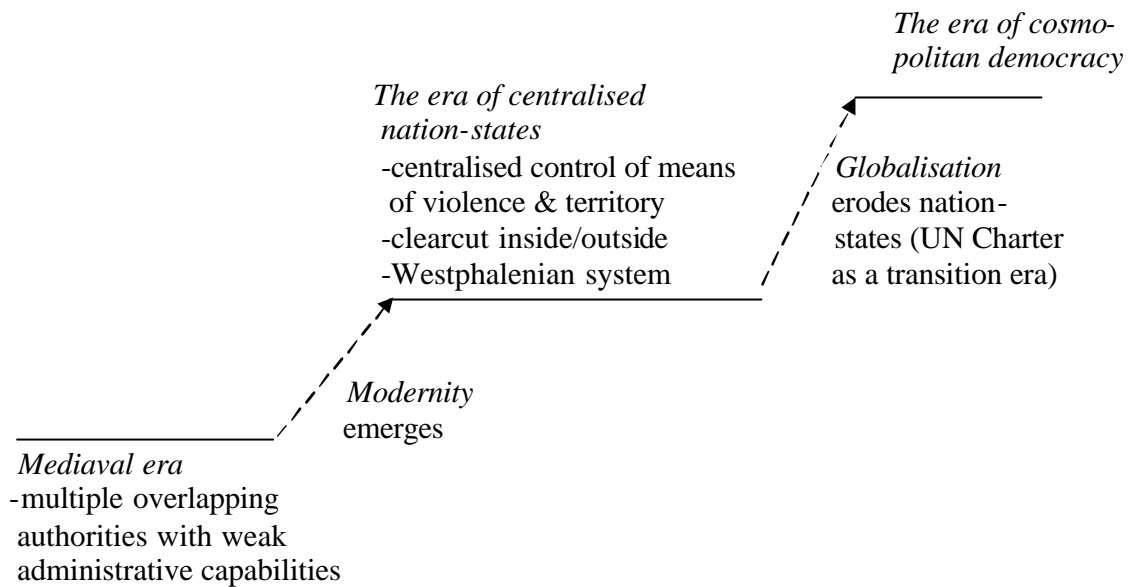 The era of cosmo-
politan democracy
The era of centralised
nation-states
-centralised control of means
of violence & territory
-clearcut inside/outside
-Westphalenian system
Globalisation
erodes nation-
states (UN Charter
as a transition era)
Modernity
emerges
Mediaval era
-multiple overlapping
authorities with weak
administrative capabilities